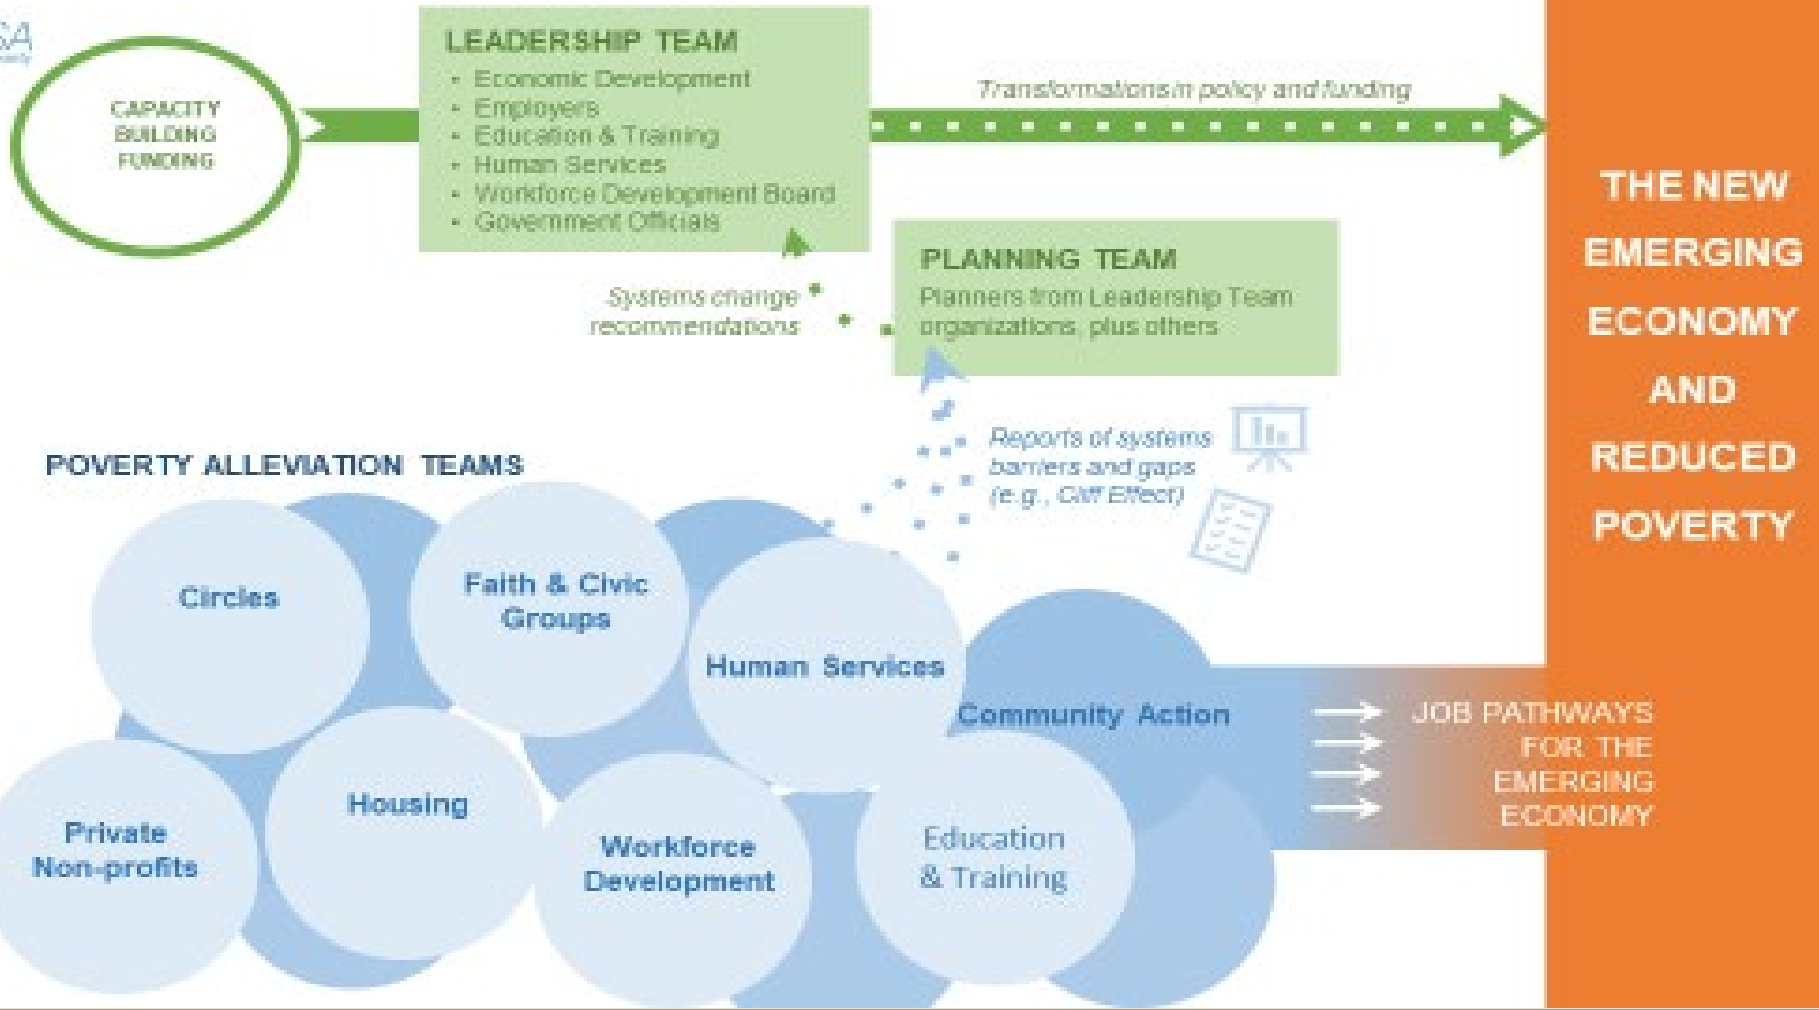 SA
CAPACITY
BUILDING
FUNDING
LEADERSHIP TEAM
• Economic Development
• Employers
• Education & Training
• Human Services
• Workforce Development Board
• Government Officials
Transformations in policy and funding
PLANNING TEAM
Planners from Leadership Team
organizations, plus others
Systems change
recommendations
Reports of systems
barriers and gaps
(e.g., Cliff Effect)
POVERTY ALLEVIATION TEAMS
Circles
Faith & Civic
Groups
Human Services
Community Action
Private
Non-profits
Housing
Workforce
Development
Education
& Training
JOB PATHWAYS
FOR THE
EMERGING
ECONOMY
THE NEW
EMERGING
ECONOMY
AND
REDUCED
POVERTY